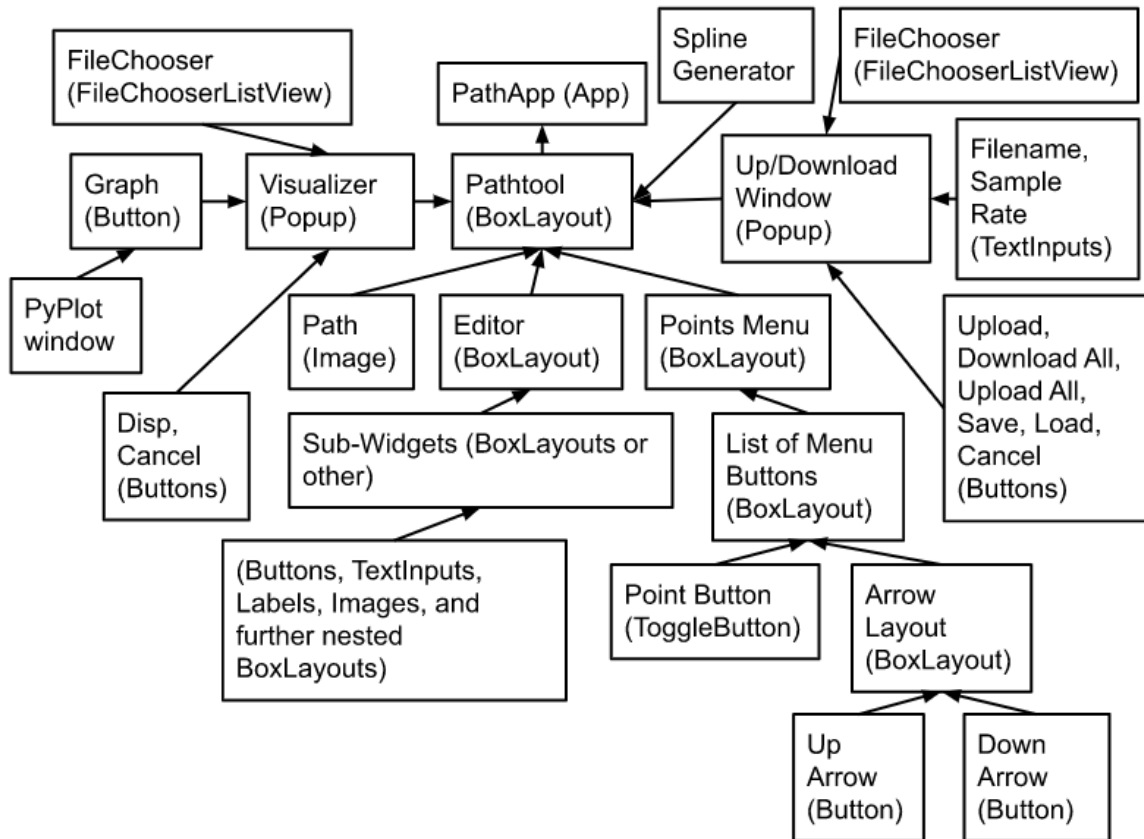 FileChooser
(FileChooserListView)
PathApp (App)
Spline
Generator
FileChooser
(FileChooserListView)
Graph
(Button)
Visualizer
(Popup)
Pathtool
(BoxLayout)
Up/Download
Window
(Popup)
Filename,
Sample
Rate
(TextInputs)
PyPlot
window
Path
(Image)
Editor
(BoxLayout)
Points Menu
(BoxLayout)
Upload,
Download All,
Upload All,
Save, Load,
Cancel
(Buttons)
Disp,
Cancel
(Buttons)
Sub-Widgets (BoxLayouts or
other)
List of Menu
Buttons
(BoxLayout)
(Buttons, TextInputs,
Labels, Images, and
further nested
BoxLayouts)
Point Button
(ToggleButton)
Arrow
Layout
(BoxLayout)
Up
Arrow
(Button)
Down
Arrow
(Button)